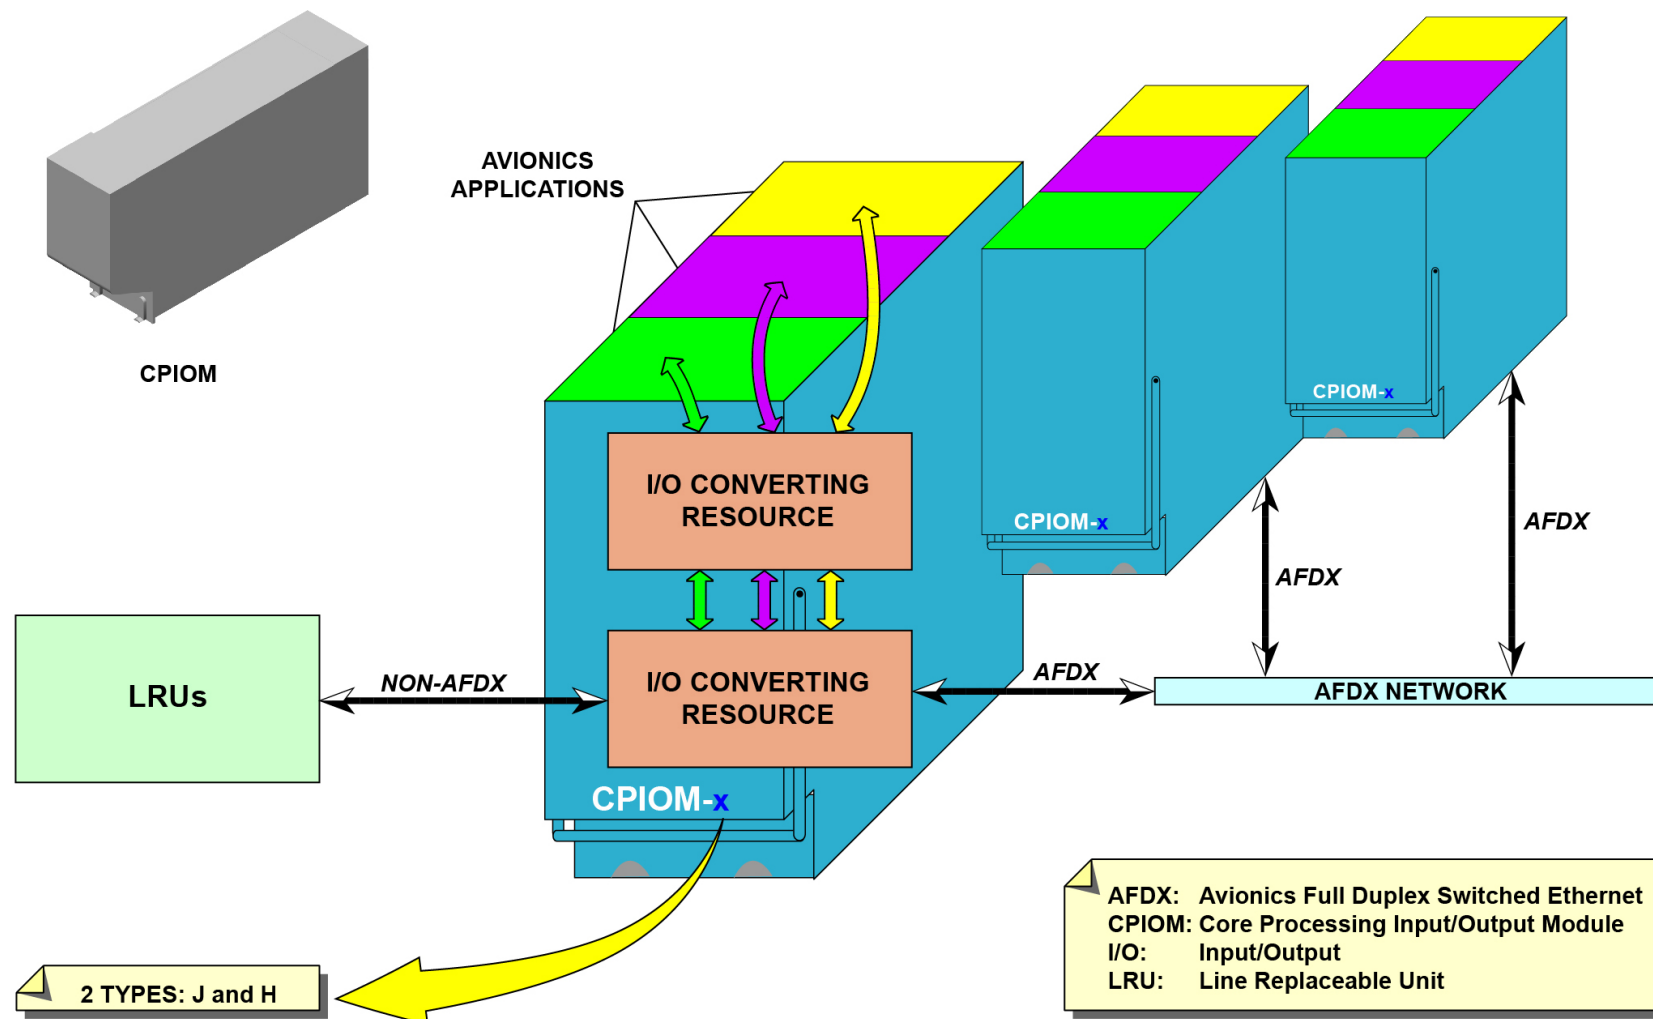 AVIONICS
APPLICATIONS
CPIOM
I/O CONVERTING
RESOURCE
CPIOM-x
CPIOM-x
AFDX
AFDX
LRUs
NON-AFDX
I/O CONVERTING
RESOURCE
AFDX
AFDX NETWORK
CPIOM-x
2 TYPES: J and H
AFDX: Avionics Full Duplex Switched Ethernet
CPIOM: Core Processing Input/Output Module
I/O: Input/Output
LRU: Line Replaceable Unit